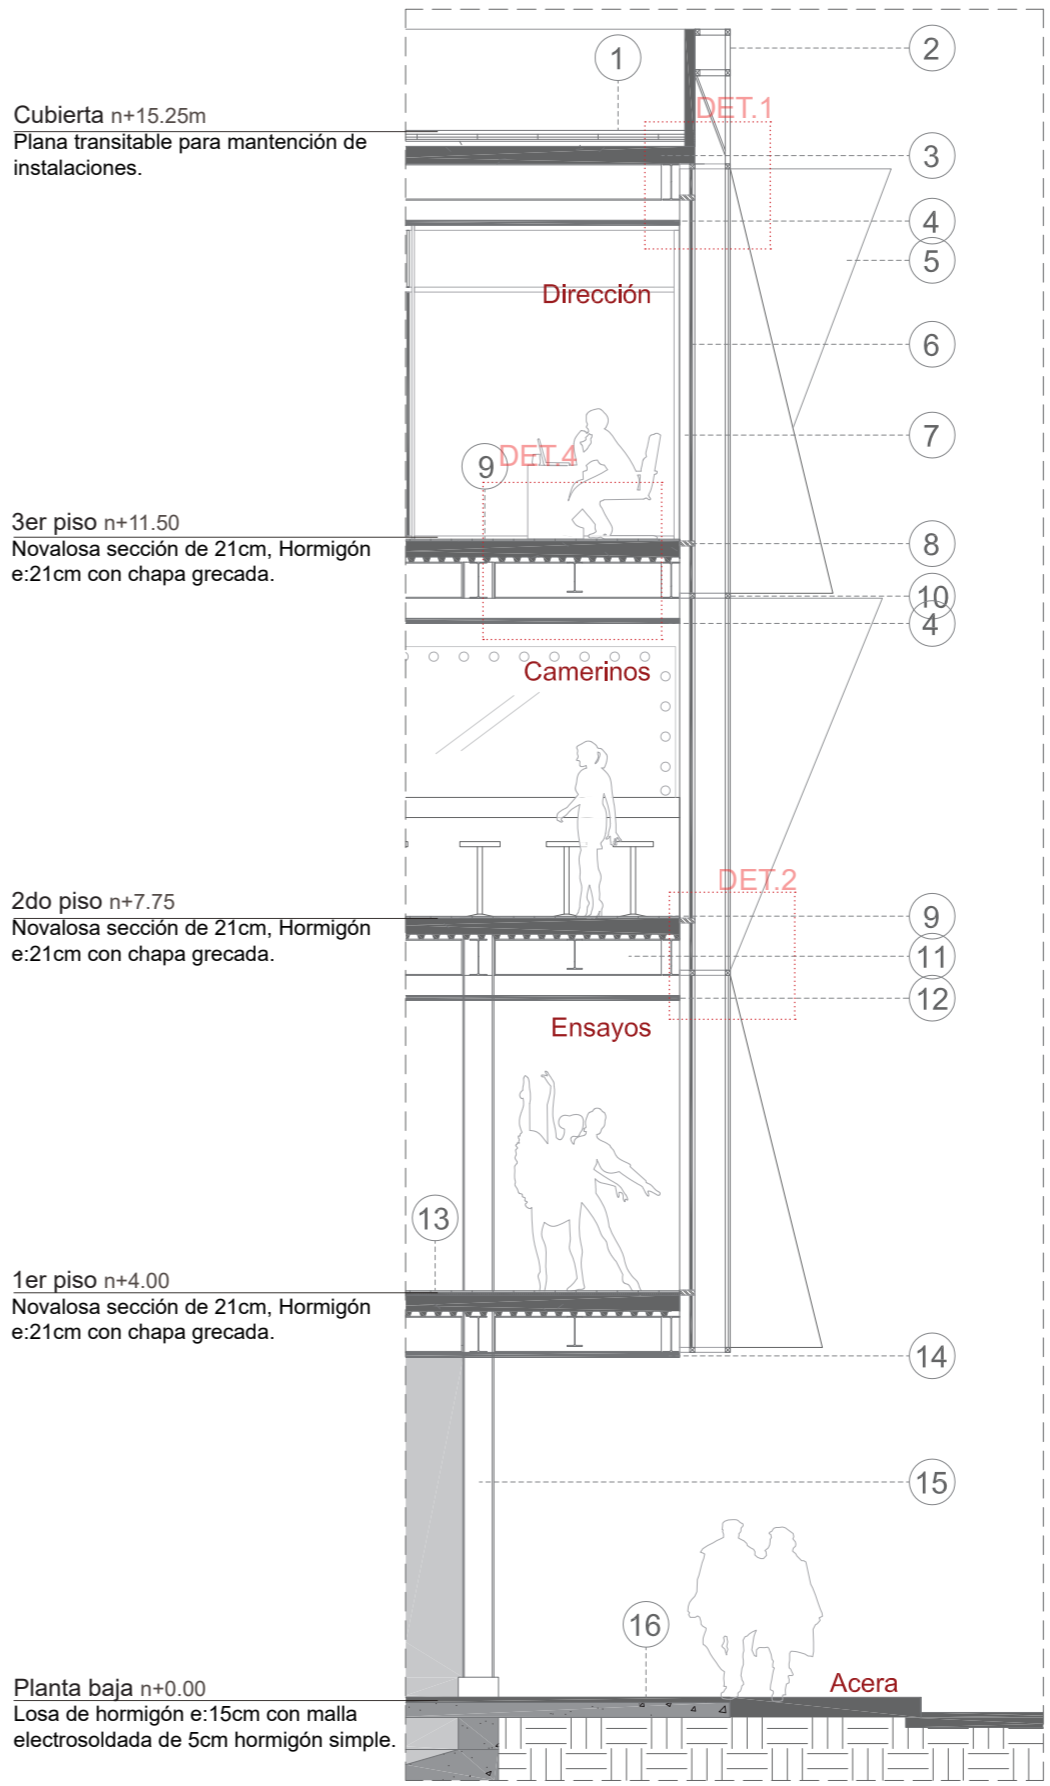 1
2
Cubierta n+15.25m
DET.1
Plana transitable para mantención de
instalaciones.
3
4
5
Dirección
6
7
9
DET.4
3er piso n+11.50
Novalosa sección de 21cm, Hormigón
e:21cm con chapa grecada.
8
10
4
Camerinos
DET.2
2do piso n+7.75
Novalosa sección de 21cm, Hormigón
e:21cm con chapa grecada.
9
11
12
Ensayos
13
1er piso n+4.00
Novalosa sección de 21cm, Hormigón
e:21cm con chapa grecada.
14
15
16
Acera
Planta baja n+0.00
Losa de hormigón e:15cm con malla
electrosoldada de 5cm hormigón simple.